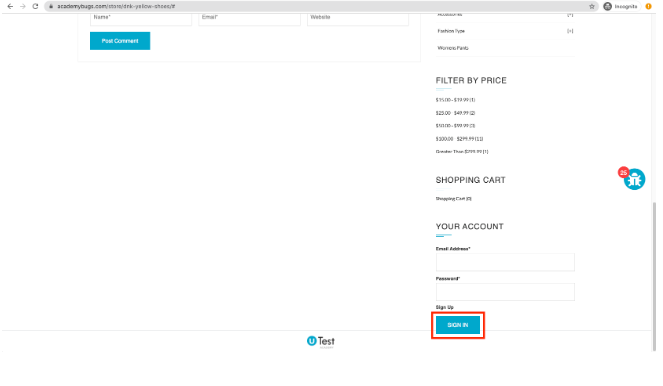 academybugs.com/store/dnk-yellow-shoes/#
Incognito
Name*
Email*
Website
Post Comment
Accessories
(+)
Fashion Type
(+)
Womens Pants
FILTER BY PRICE
$15.00 - $19.99 (1)
$25.00 - $49.99 (2)
$50.00 - $99.99 (3)
$100.00 - $299.99 (11)
Greater Than $299.99 (1)
SHOPPING CART
Shopping Cart (0)
25
YOUR ACCOUNT
Email Address*
Password*
Sign Up
SIGN IN
uTest